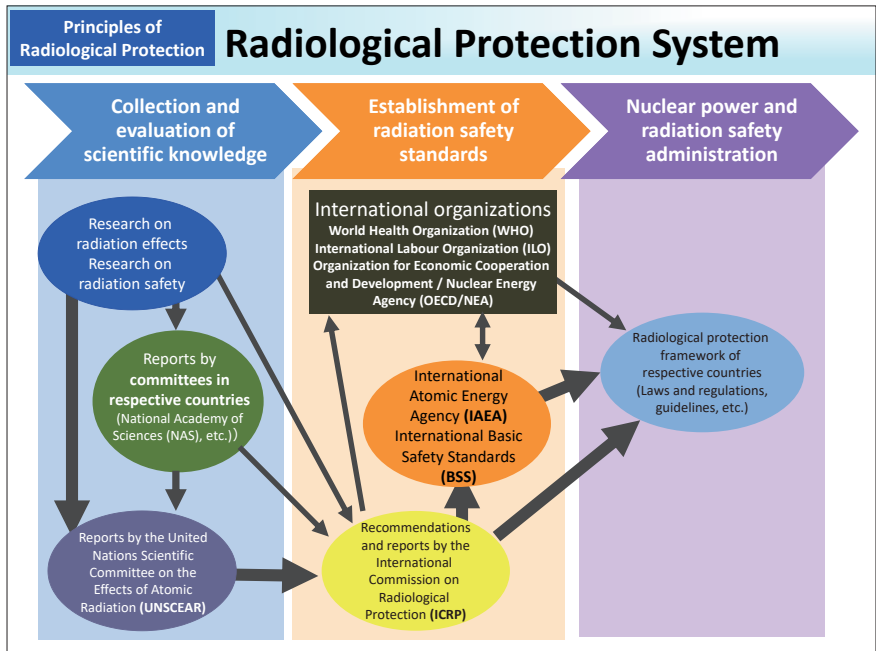 Principles of
Radiological Protection
Radiological Protection System
Collection and
evaluation of
scientific knowledge
Establishment of
radiation safety
standards
Nuclear power and
radiation safety
administration
Research on
radiation effects
Research on
radiation safety
Reports by
committees in
respective countries
(National Academy of
Sciences (NAS), etc.))
Reports by the United
Nations Scientific
Committee on the
Effects of Atomic
Radiation (UNSCEAR)
International organizations
World Health Organization (WHO)
International Labour Organization (ILO)
Organization for Economic Cooperation
and Development / Nuclear Energy
Agency (OECD/NEA)
International
Atomic Energy
Agency (IAEA)
International Basic
Safety Standards
(BSS)
Recommendations
and reports by the
International
Commission on
Radiological
Protection (ICRP)
Radiological protection
framework of
respective countries
(Laws and regulations,
guidelines, etc.)